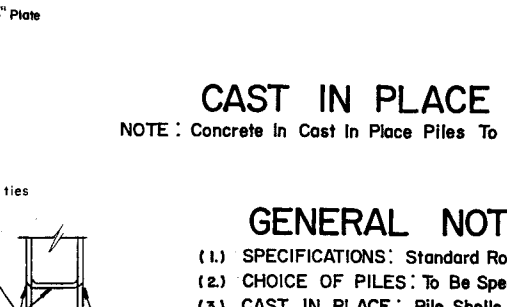 " Plate
CAST IN PLACE
NOTE : Concrete In Cast In Place Piles To
ties
GENERAL NOT
(1.) SPECIFICATIONS: Standard Ro
(2.) CHOICE OF PILES: To Be Spe
(3.) CAST IN PLACE: Pile Shells